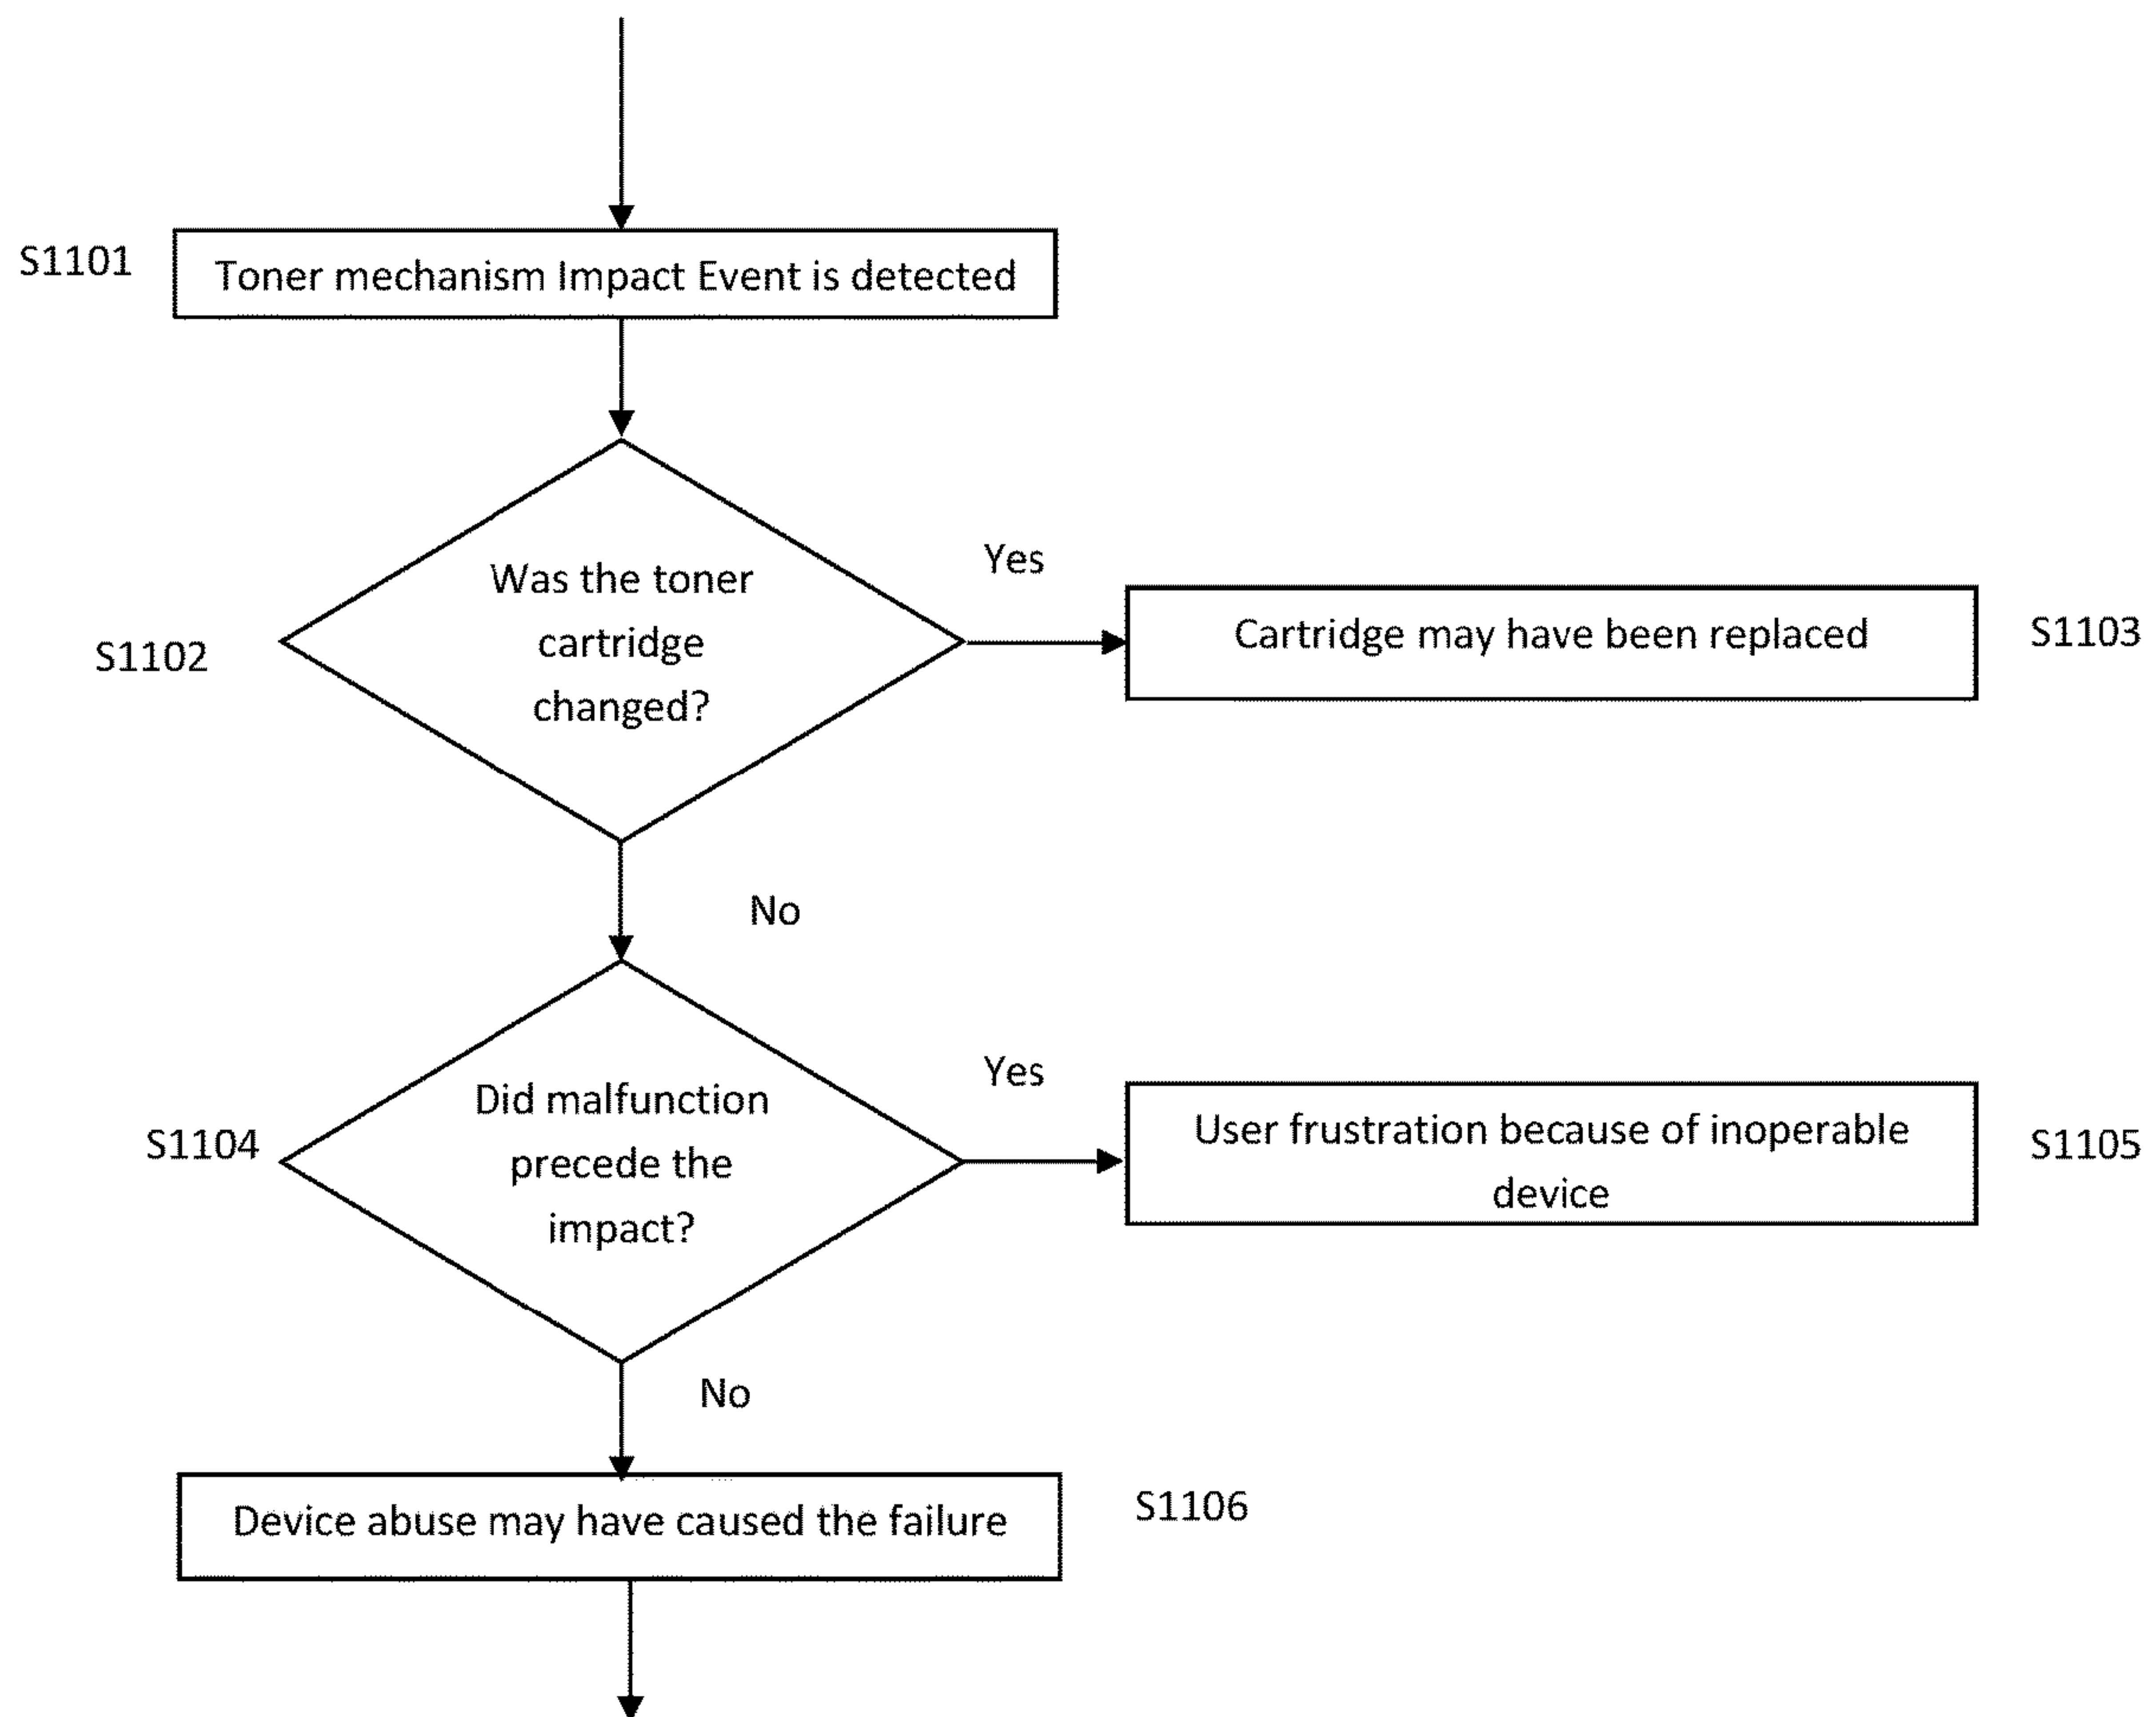 S1101
Toner mechanism Impact Event is detected
Was the toner
cartridge
changed?
S1102
Yes
Cartridge may have been replaced
S1103
No
Did malfunction
precede the
impact?
S1104
Yes
User frustration because of inoperable
device
S1105
No
Device abuse may have caused the failure
S1106